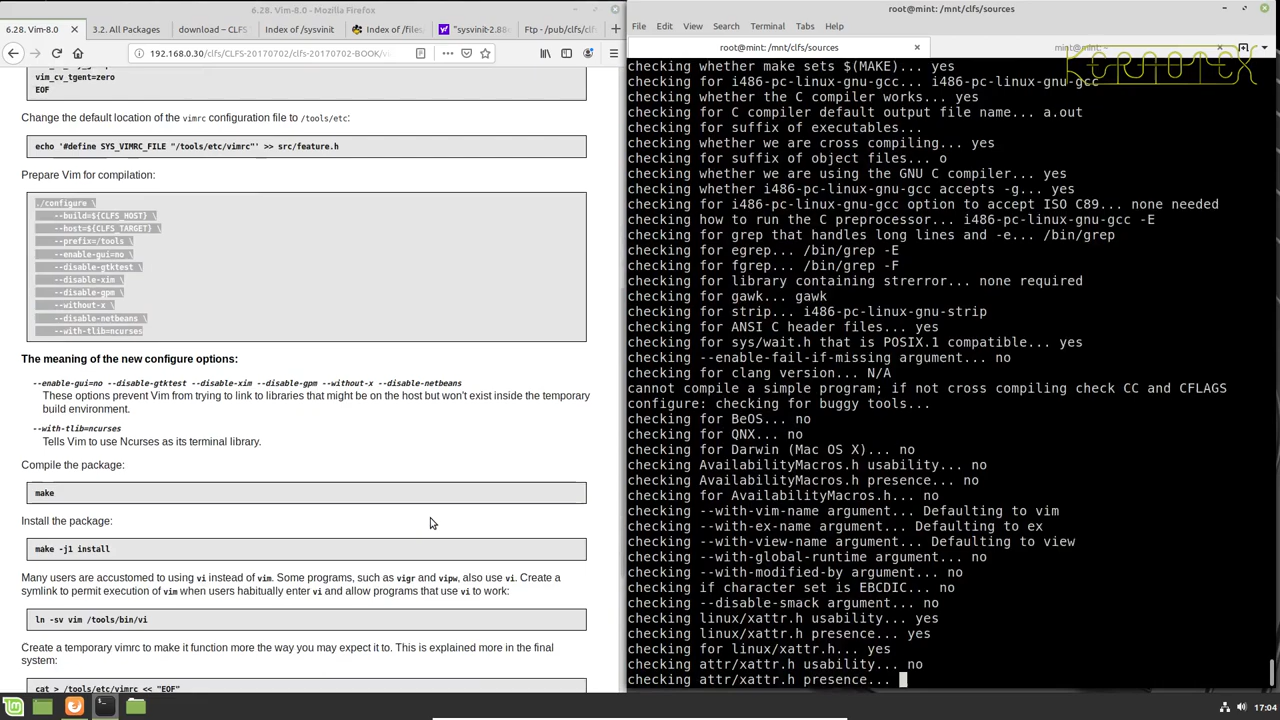 6.28. Vim-8.0 - Mozilla Firefox
6.28. Vim-8.0
3.2. All Packages
download – CLFS
Index of /sysvinit
Index of /files
"sysvinit-2.88
Ftp - pub/clfs/clfs
192.168.0.30/clfs/CLFS-20170702/clfs-20170702-BOOK/
vim_cv_tgent=zero
EOF
Change the default location of the vimrc configuration file to /tools/etc:
echo '#define SYS_VIMRC_FILE "/tools/etc/vimrc"' >> src/feature.h
Prepare Vim for compilation:
./configure \
--build=${CLFS_HOST} \
--host=${CLFS_TARGET} \
--prefix=/tools \
--enable-gui=no \
--disable-gtktest \
--disable-xim \
--disable-gpm \
--without-x \
--disable-netbeans \
--with-tlib=ncurses
The meaning of the new configure options:
--enable-gui=no --disable-gtktest --disable-xim --disable-gpm --without-x --disable-netbeans
These options prevent Vim from trying to link to libraries that might be on the host but won't exist inside the temporary
build environment.
--with-tlib=ncurses
Tells Vim to use Ncurses as its terminal library.
Compile the package:
make
Install the package:
make -j1 install
Many users are accustomed to using vi instead of vim. Some programs, such as vigr and vipw, also use vi. Create a
symlink to permit execution of vim when users habitually enter vi and allow programs that use vi to work:
ln -sv vim /tools/bin/vi
Create a temporary vimrc to make it function more the way you may expect it to. This is explained more in the final
system:
cat > /tools/etc/vimrc << "EOF"
root@mint: /mnt/clfs/sources
File Edit View Search Terminal Tabs Help
root@mint: /mnt/clfs/sources
root@mint: ~
KERNOTEX
checking whether make sets $(MAKE)... yes
checking for i486-pc-linux-gnu-gcc... i486-pc-linux-gnu-gcc
checking whether the C compiler works... yes
checking for C compiler default output file name... a.out
checking for suffix of executables...
checking whether we are cross compiling... yes
checking for suffix of object files... o
checking whether we are using the GNU C compiler... yes
checking whether i486-pc-linux-gnu-gcc accepts -g... yes
checking for i486-pc-linux-gnu-gcc option to accept ISO C89... none needed
checking how to run the C preprocessor... i486-pc-linux-gnu-gcc -E
checking for grep that handles long lines and -e... /bin/grep
checking for egrep... /bin/grep -E
checking for fgrep... /bin/grep -F
checking for library containing strerror... none required
checking for gawk... gawk
checking for strip... i486-pc-linux-gnu-strip
checking for ANSI C header files... yes
checking for sys/wait.h that is POSIX.1 compatible... yes
checking --enable-fail-if-missing argument... no
checking for clang version... N/A
cannot compile a simple program; if not cross compiling check CC and CFLAGS
configure: checking for buggy tools...
checking for BeOS... no
checking for QNX... no
checking for Darwin (Mac OS X)... no
checking AvailabilityMacros.h usability... no
checking AvailabilityMacros.h presence... no
checking for AvailabilityMacros.h... no
checking --with-vim-name argument... Defaulting to vim
checking --with-ex-name argument... Defaulting to ex
checking --with-view-name argument... Defaulting to view
checking --with-global-runtime argument... no
checking --with-modified-by argument... no
checking if character set is EBCDIC... no
checking --disable-smack argument... no
checking linux/xattr.h usability... yes
checking linux/xattr.h presence... yes
checking for linux/xattr.h... yes
checking attr/xattr.h usability... no
checking attr/xattr.h presence...
17:04